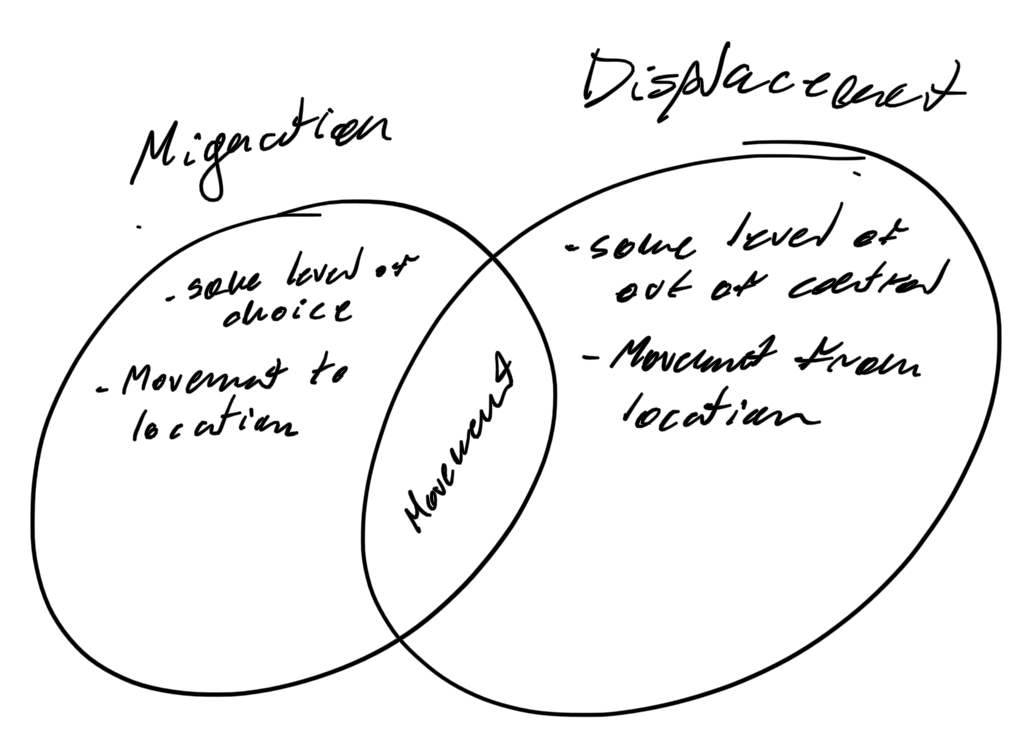 Displacement
Migration
- some level of
choice
- Movement to
location
Movement
- some level of
out of control
- Movement from
location